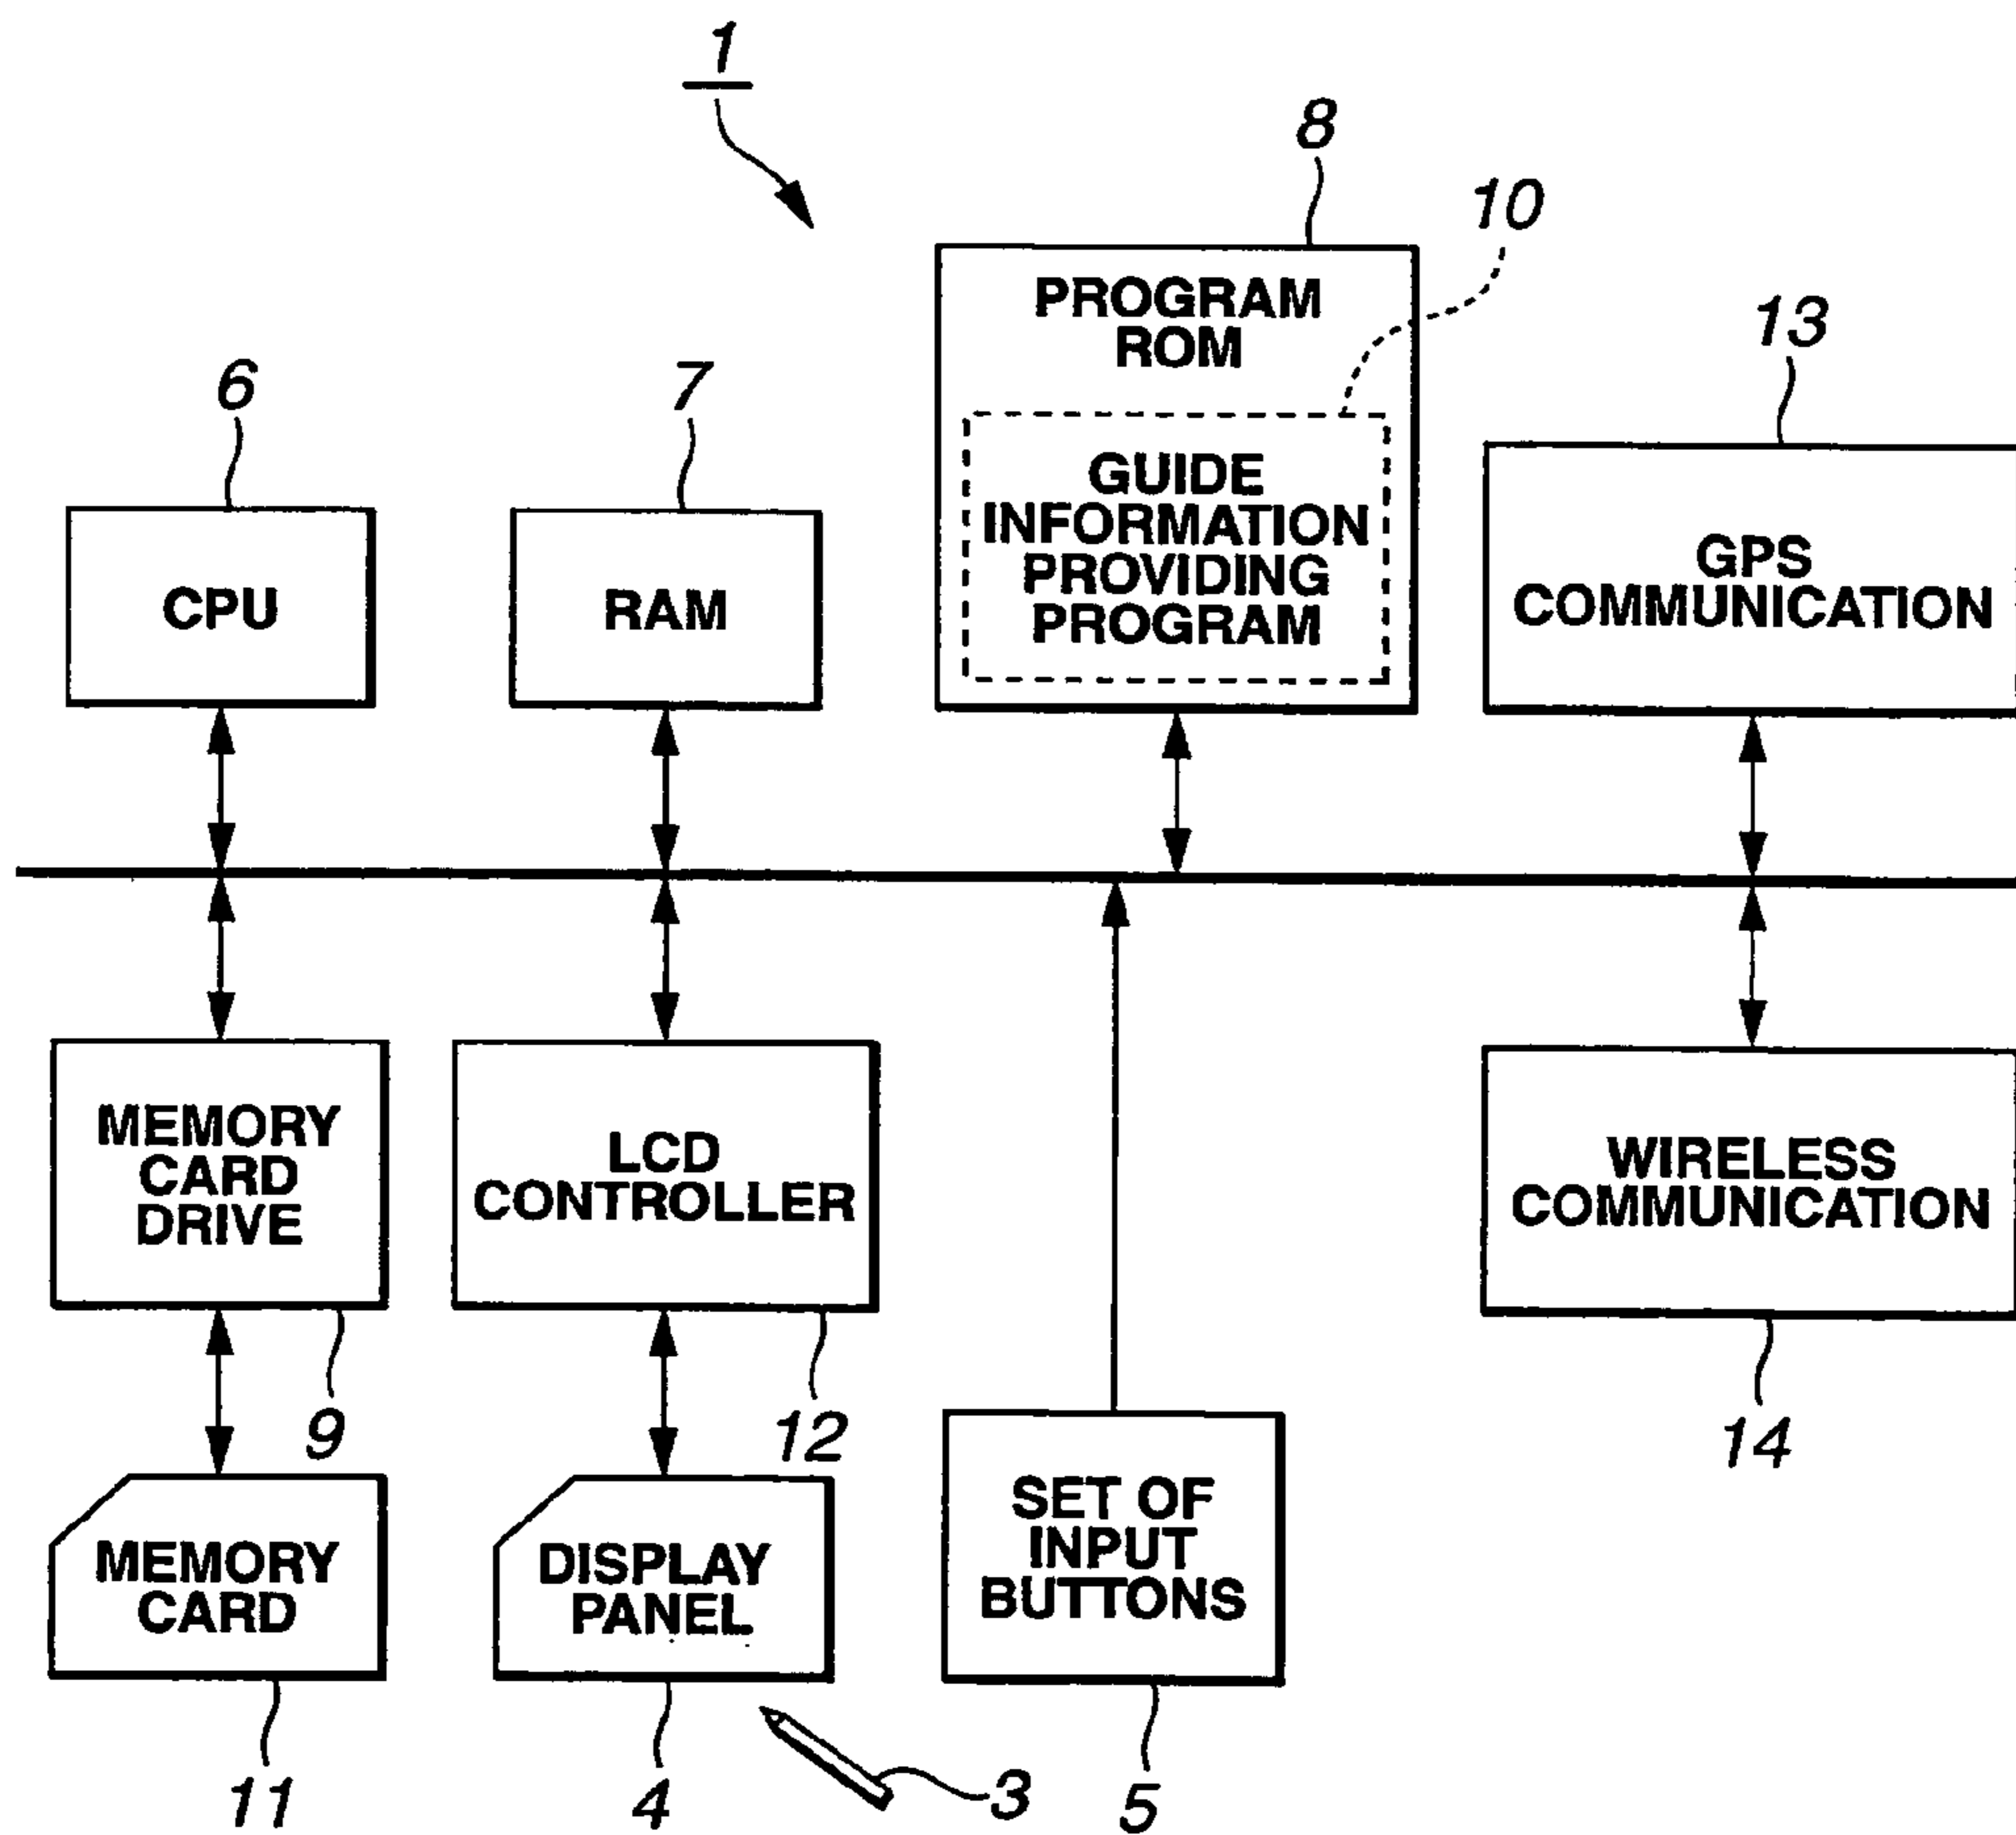 1
8
10
PROGRAM
ROM
13
6
7
GUIDE
INFORMATION
PROVIDING
PROGRAM
GPS
COMMUNICATION
CPU
RAM
MEMORY
CARD
DRIVE
LCD
CONTROLLER
WIRELESS
COMMUNICATION
9
12
14
SET OF
INPUT
BUTTONS
MEMORY
CARD
DISPLAY
PANEL
11
4
3
5